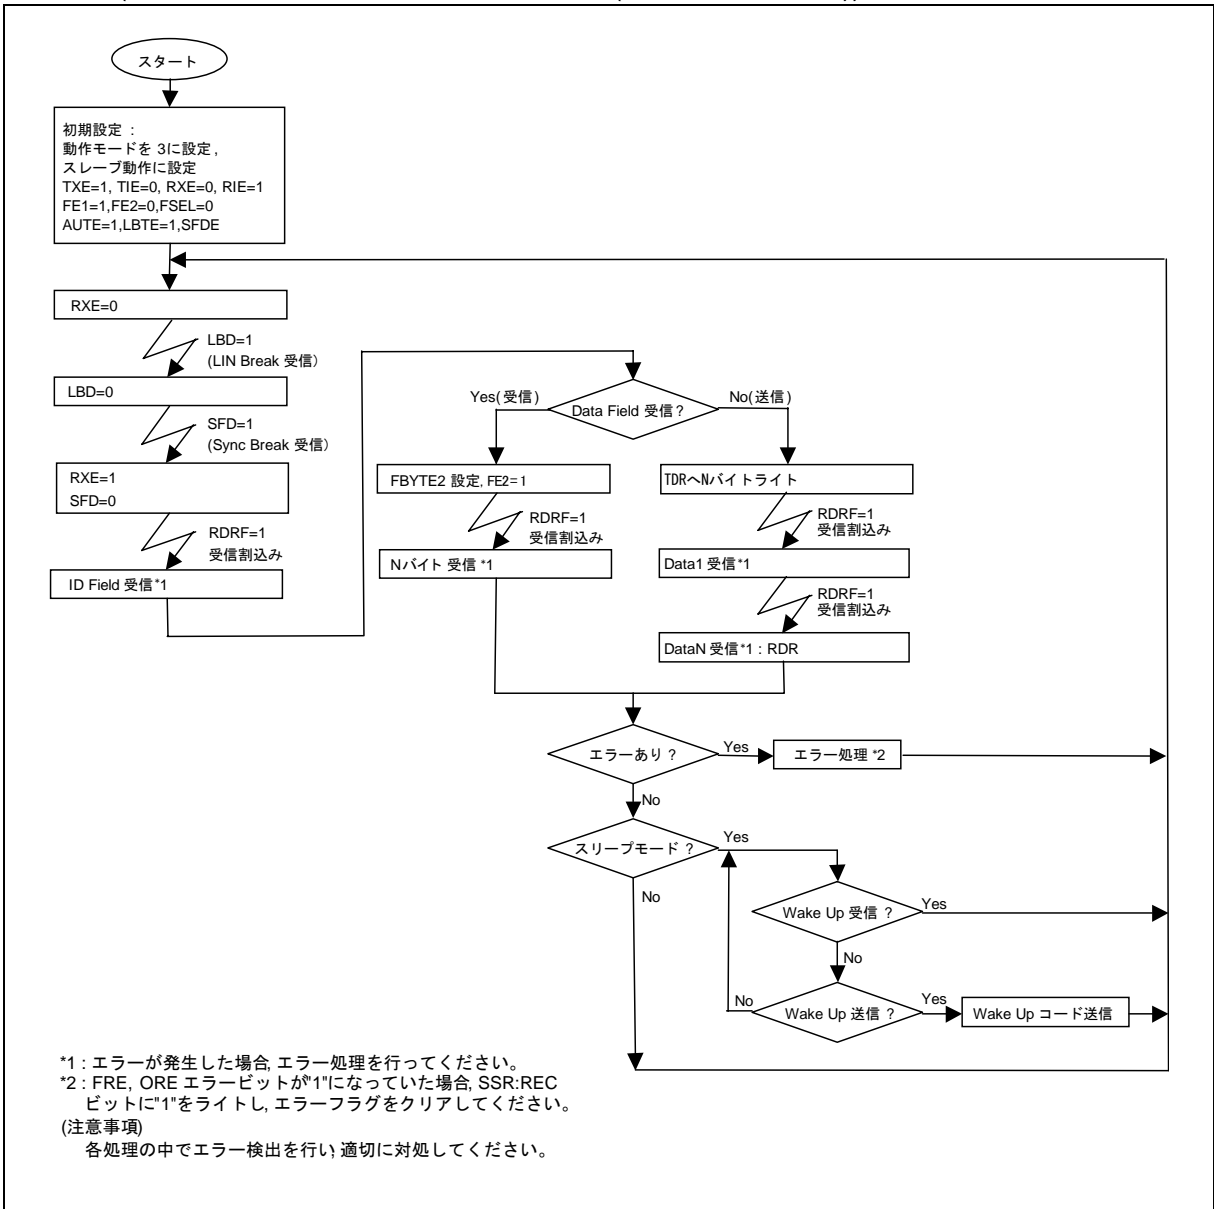 スタート
初期設定 :
動作モードを 3に設定,
スレーブ動作に設定
TXE=1, TIE=0, RXE=0, RIE=1
FE1=1,FE2=0,FSEL=0
AUTE=1,LBTE=1,SFDE
RXE=0
LBD=1
(LIN Break 受信)
LBD=0
SFD=1
(Sync Break 受信)
RXE=1
SFD=0
RDRF=1
受信割込み
ID Field 受信*1
Data Field 受信?
Yes(受信)
No(送信)
FBYTE2 設定, FE2=1
RDRF=1
受信割込み
Nバイト 受信 *1
TDRへNバイトライト
RDRF=1
受信割込み
Data1 受信*1
RDRF=1
受信割込み
DataN 受信*1 : RDR
エラーあり ?
Yes
エラー処理 *2
No
スリープモード ?
Yes
No
Wake Up 受信 ?
Yes
No
Wake Up 送信 ?
No
Yes
Wake Up コード送信
*1 : エラーが発生した場合, エラー処理を行ってください。
*2 : FRE, ORE エラービットが"1"になっていた場合, SSR:REC
ビットに"1"をライトし, エラーフラグをクリアしてください。
(注意事項)
各処理の中でエラー検出を行い, 適切に対処してください。